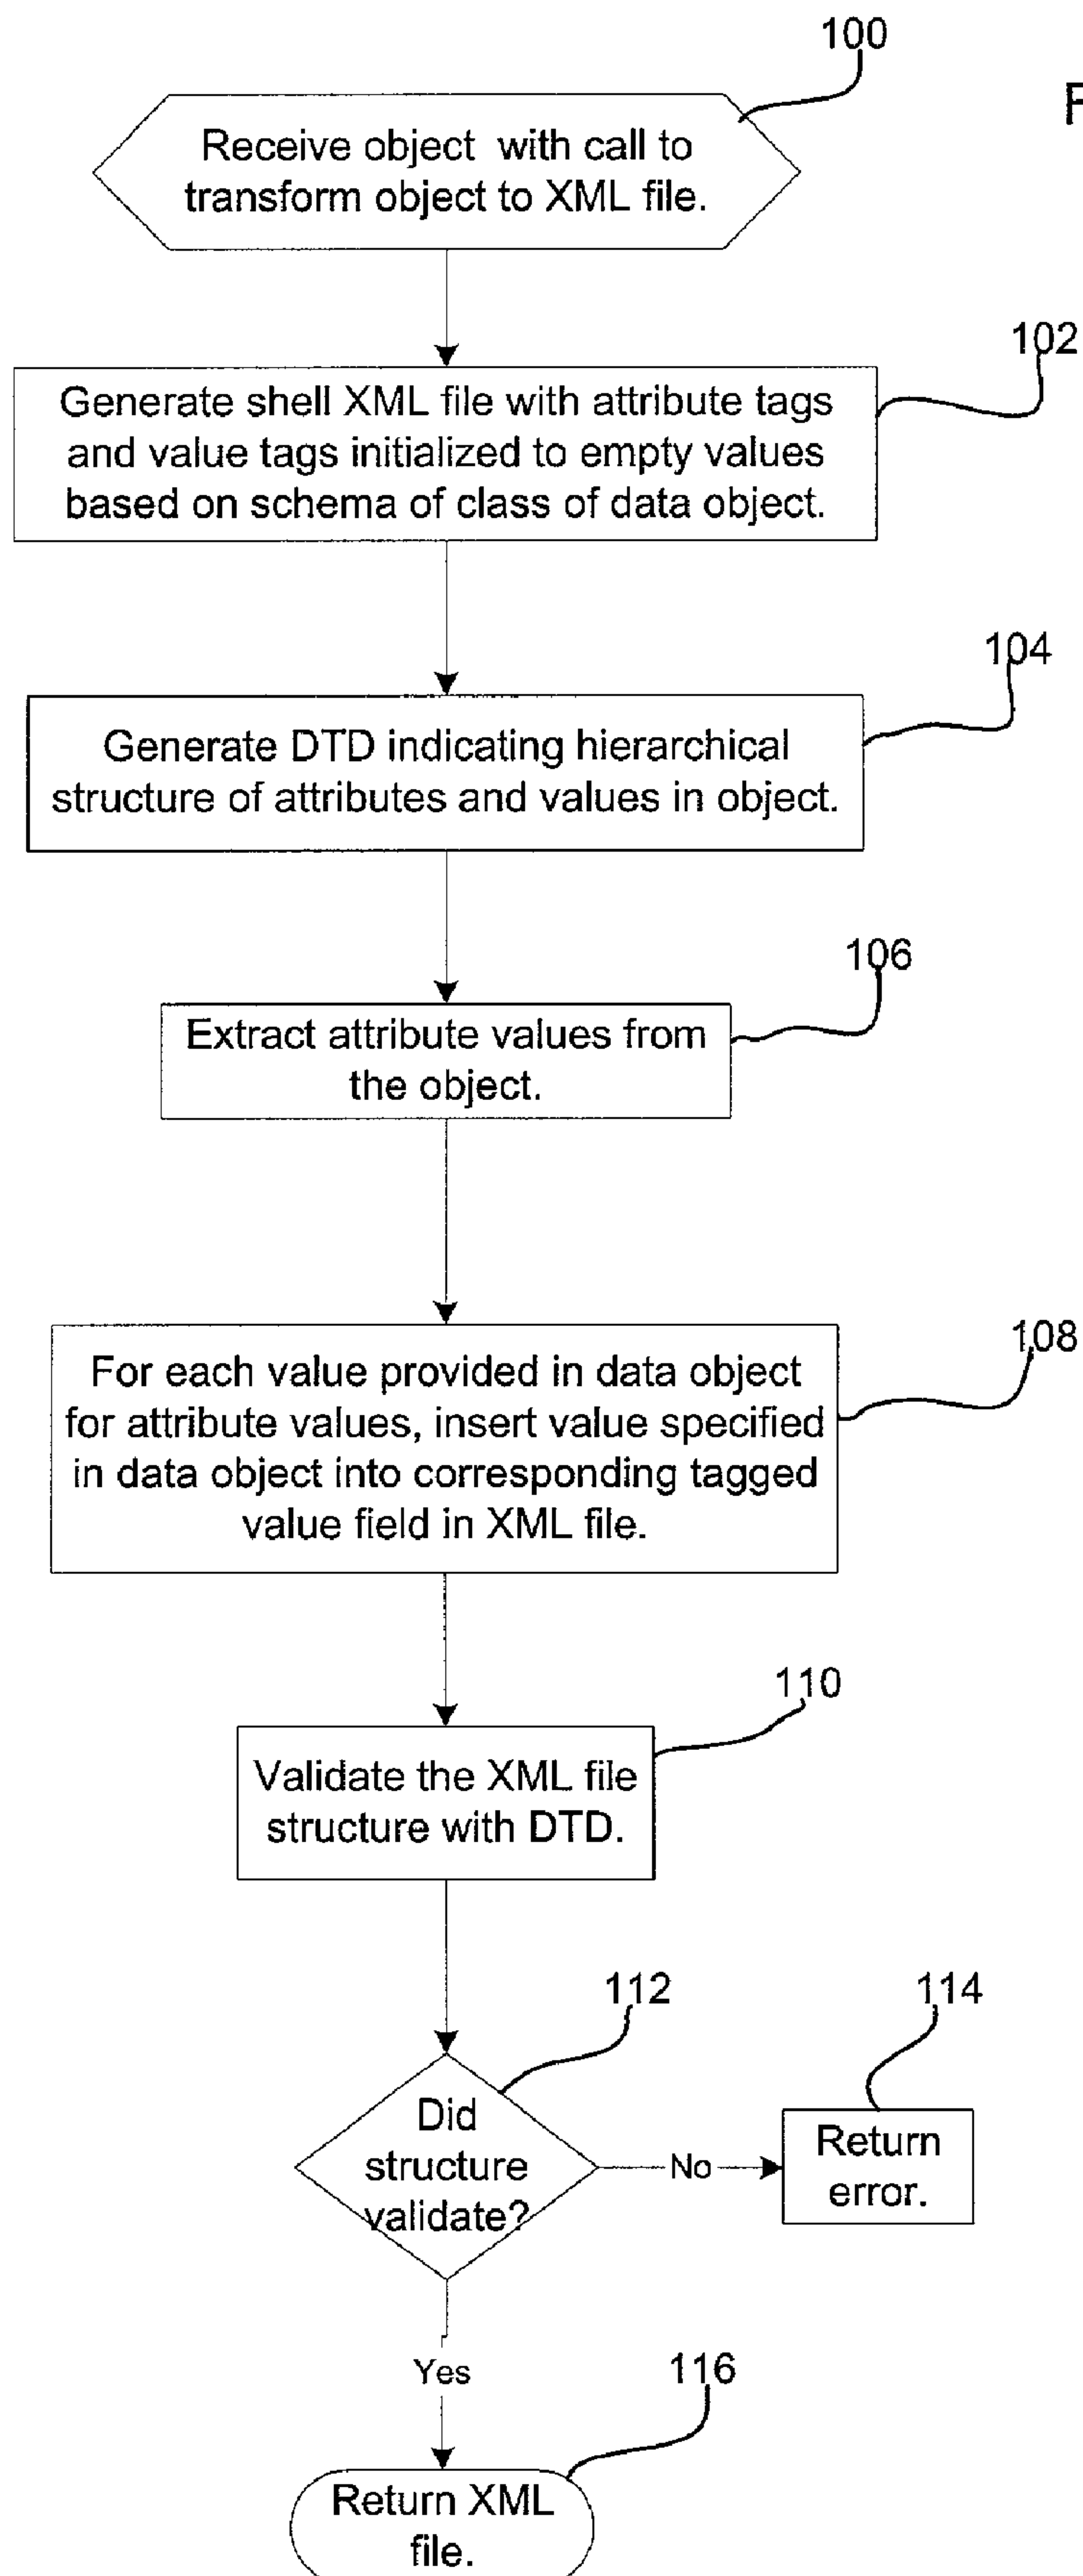 100
F
Receive object with call to
transform object to XML file.
102
Generate shell XML file with attribute tags
and value tags initialized to empty values
based on schema of class of data object.
104
Generate DTD indicating hierarchical
structure of attributes and values in object.
106
Extract attribute values from
the object.
108
For each value provided in data object
for attribute values, insert value specified
in data object into corresponding tagged
value field in XML file.
110
Validate the XML file
structure with DTD.
112
114
Did
structure
validate?
No
Return
error.
Yes
116
Return XML
file.